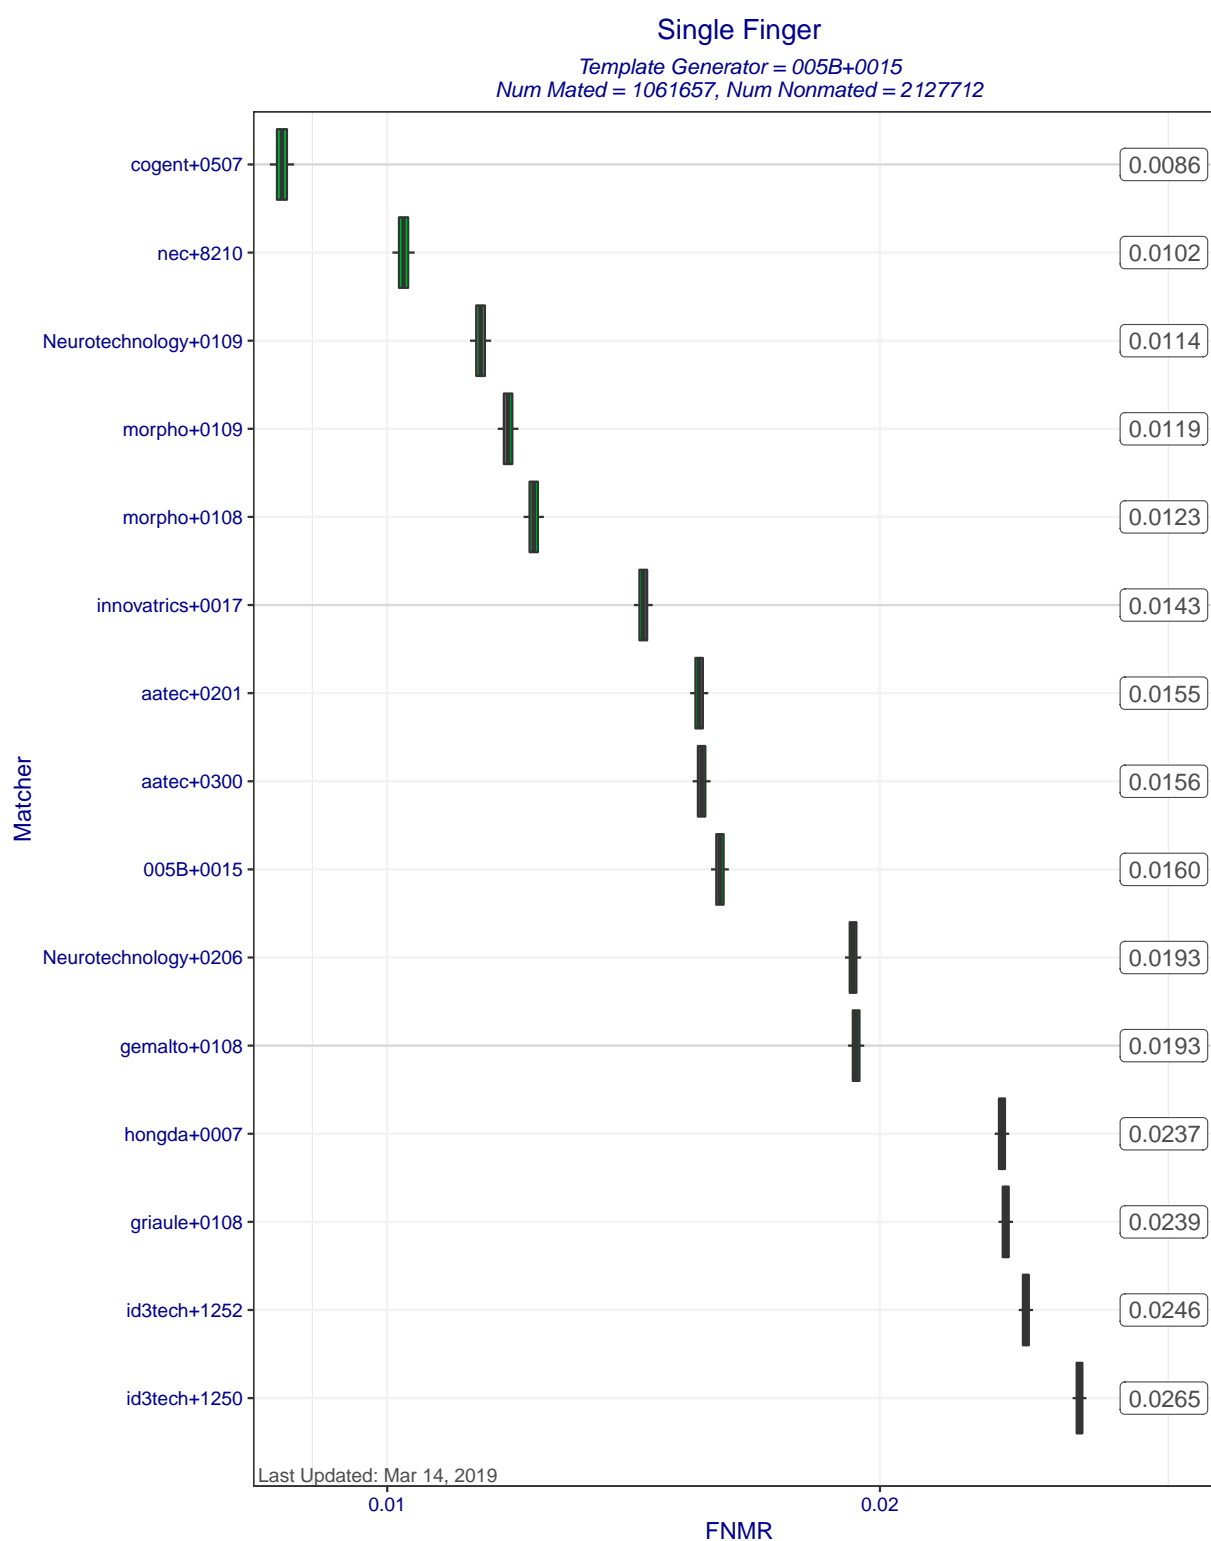 Single Finger
Template Generator = 005B+0015
Num Mated = 1061657, Num Nonmated = 2127712
cogent+0507 0.0086
nec+8210 0.0102
Neurotechnology+0109 0.0114
morpho+0109 0.0119
morpho+0108 0.0123
innovatrics+0017 0.0143
aatec+0201 0.0155
aatec+0300 0.0156
Matcher
005B+0015 0.0160
Neurotechnology+0206 0.0193
gemalto+0108 0.0193
hongda+0007 0.0237
griaule+0108 0.0239
id3tech+1252 0.0246
id3tech+1250 0.0265
Last Updated: Mar 14, 2019
0.01 0.02
FNMR